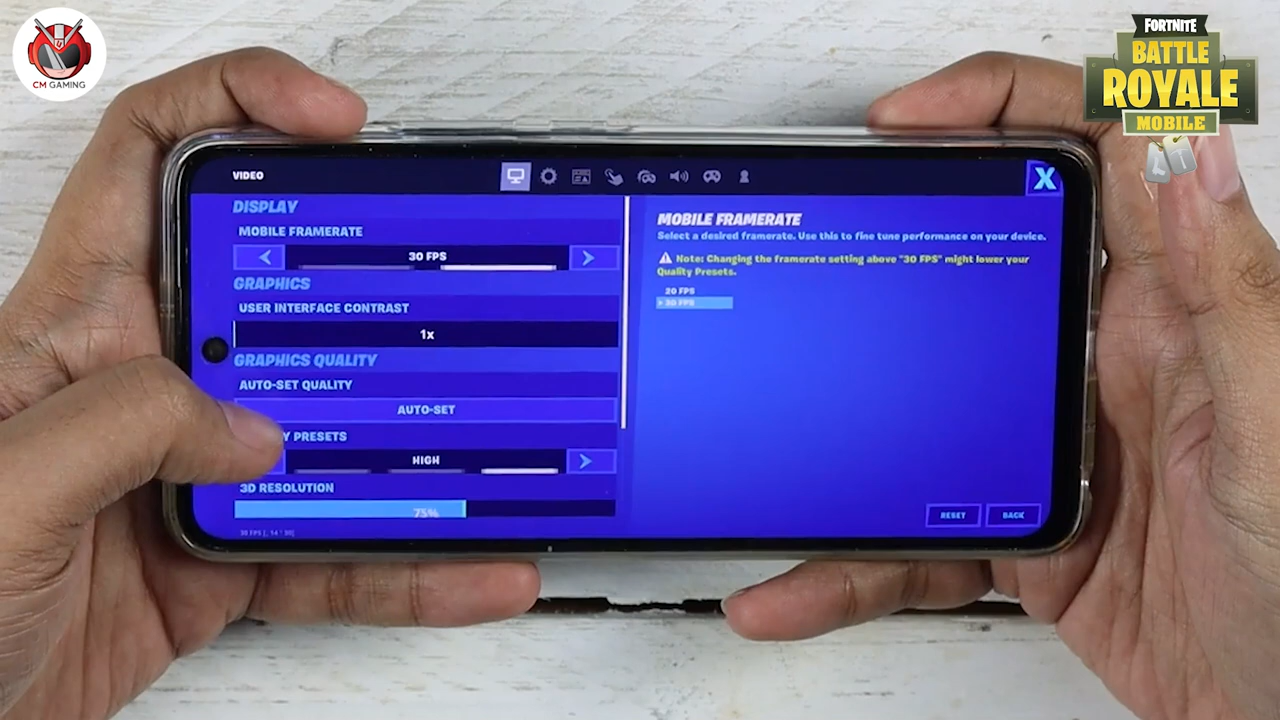 CM GAMING
FORTNITE
BATTLE
ROYALE
MOBILE
VIDEO
X
DISPLAY
MOBILE FRAMERATE
30 FPS
GRAPHICS
USER INTERFACE CONTRAST
1x
GRAPHICS QUALITY
AUTO-SET QUALITY
AUTO-SET
Y PRESETS
HIGH
3D RESOLUTION
75%
MOBILE FRAMERATE
Select a desired framerate. Use this to fine tune performance on your device.
Note: Changing the framerate setting above "30 FPS" might lower your
Quality Presets.
20 FPS
> 30 FPS
RESET
BACK